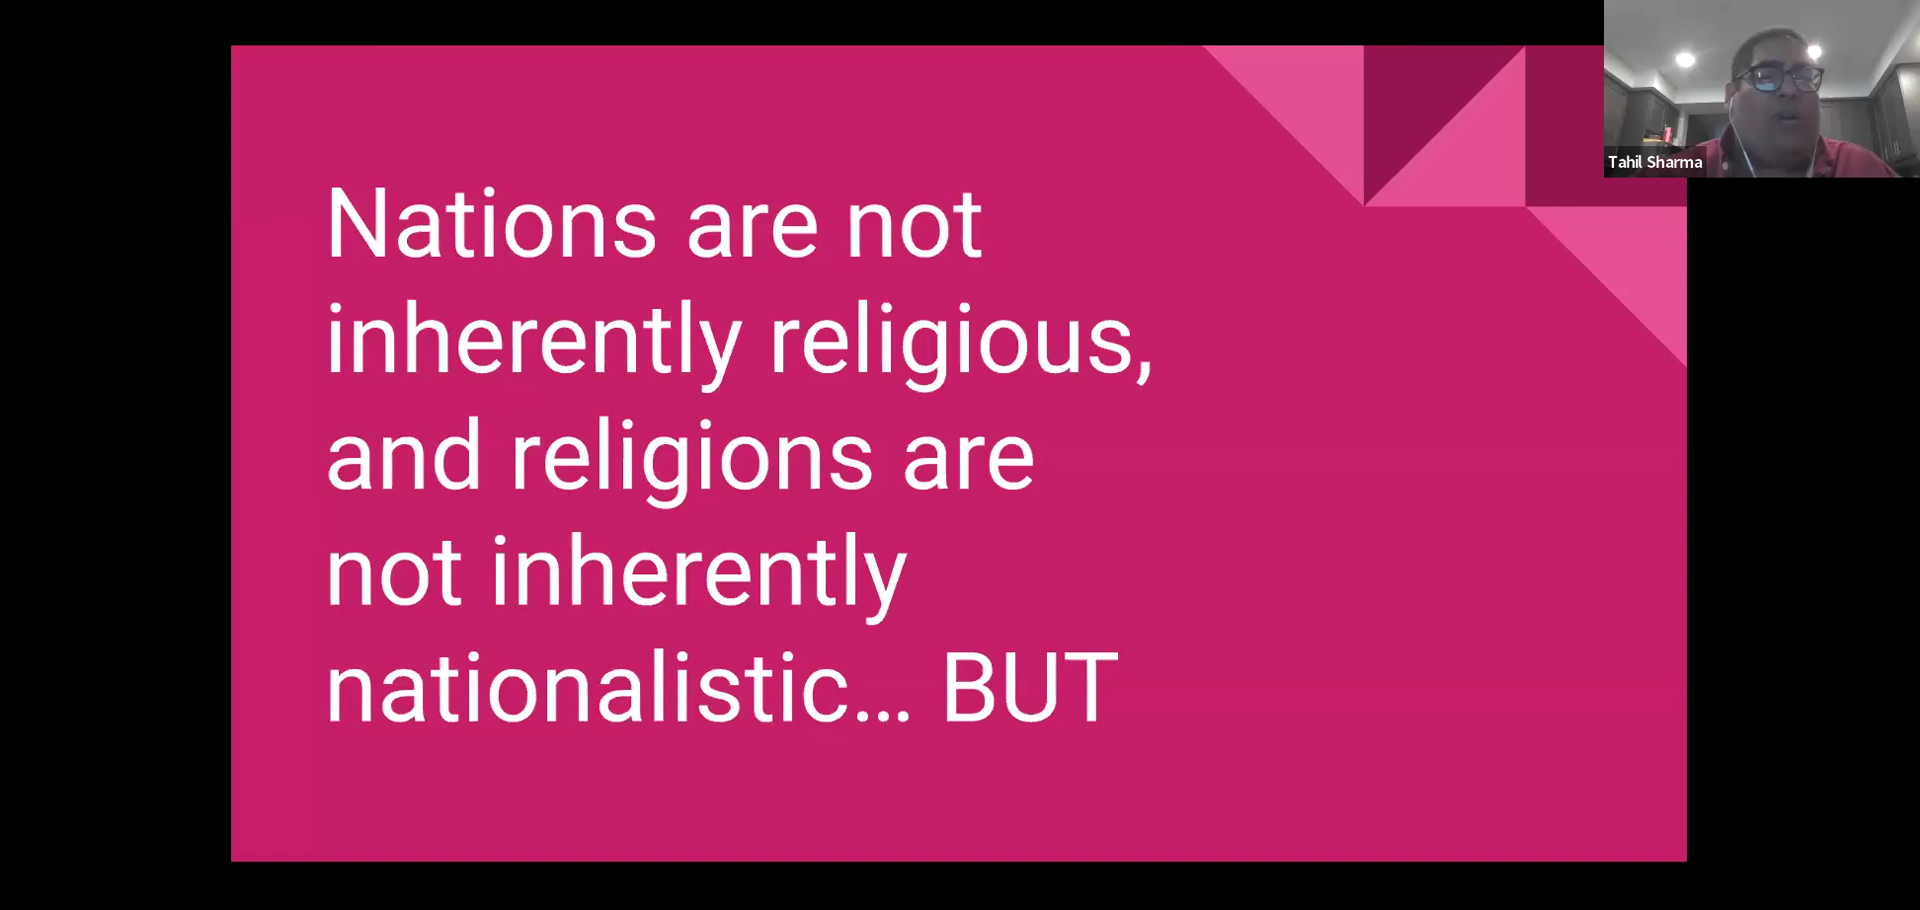 Nations are not
inherently religious,
and religions are
not inherently
nationalistic... BUT
Tahil Sharma